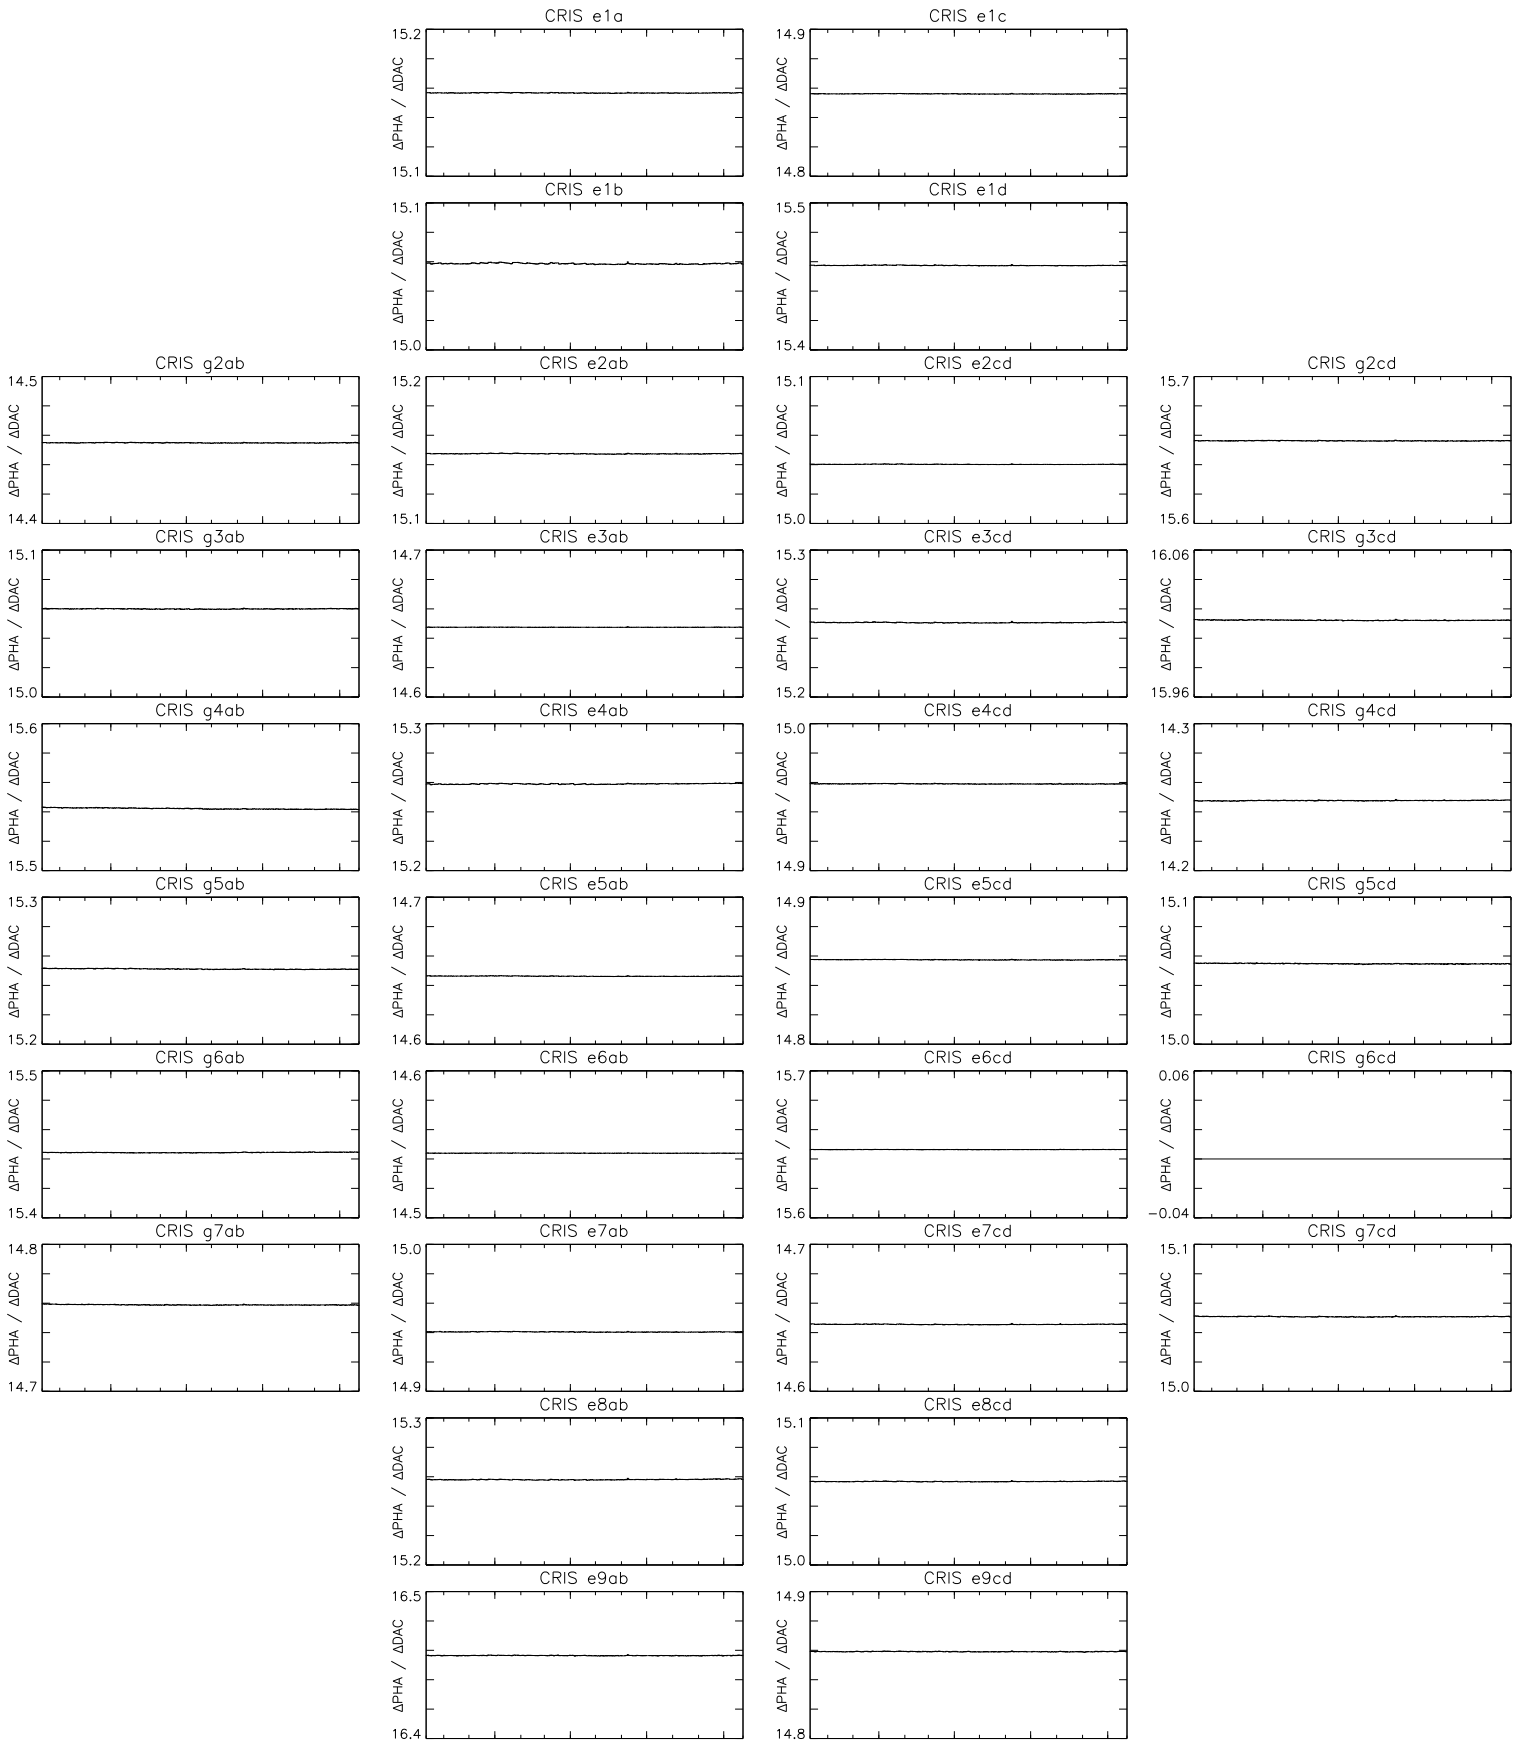 CRIS e1a
15.2
ΔPHA / ΔDAC
15.1
CRIS e1c
14.9
ΔPHA / ΔDAC
14.8
CRIS e1b
15.1
ΔPHA / ΔDAC
15.0
CRIS e1d
15.5
ΔPHA / ΔDAC
15.4
CRIS g2ab
14.5
ΔPHA / ΔDAC
14.4
CRIS e2ab
15.2
ΔPHA / ΔDAC
15.1
CRIS e2cd
15.1
ΔPHA / ΔDAC
15.0
CRIS g2cd
15.7
ΔPHA / ΔDAC
15.6
CRIS g3ab
15.1
ΔPHA / ΔDAC
15.0
CRIS e3ab
14.7
ΔPHA / ΔDAC
14.6
CRIS e3cd
15.3
ΔPHA / ΔDAC
15.2
CRIS g3cd
16.06
ΔPHA / ΔDAC
15.96
CRIS g4ab
15.6
ΔPHA / ΔDAC
15.5
CRIS e4ab
15.3
ΔPHA / ΔDAC
15.2
CRIS e4cd
15.0
ΔPHA / ΔDAC
14.9
CRIS g4cd
14.3
ΔPHA / ΔDAC
14.2
CRIS g5ab
15.3
ΔPHA / ΔDAC
15.2
CRIS e5ab
14.7
ΔPHA / ΔDAC
14.6
CRIS e5cd
14.9
ΔPHA / ΔDAC
14.8
CRIS g5cd
15.1
ΔPHA / ΔDAC
15.0
CRIS g6ab
15.5
ΔPHA / ΔDAC
15.4
CRIS e6ab
14.6
ΔPHA / ΔDAC
14.5
CRIS e6cd
15.7
ΔPHA / ΔDAC
15.6
CRIS g6cd
0.06
ΔPHA / ΔDAC
−0.04
CRIS g7ab
14.8
ΔPHA / ΔDAC
14.7
CRIS e7ab
15.0
ΔPHA / ΔDAC
14.9
CRIS e7cd
14.7
ΔPHA / ΔDAC
14.6
CRIS g7cd
15.1
ΔPHA / ΔDAC
15.0
CRIS e8ab
15.3
ΔPHA / ΔDAC
15.2
CRIS e8cd
15.1
ΔPHA / ΔDAC
15.0
CRIS e9ab
16.5
ΔPHA / ΔDAC
16.4
CRIS e9cd
14.9
ΔPHA / ΔDAC
14.8